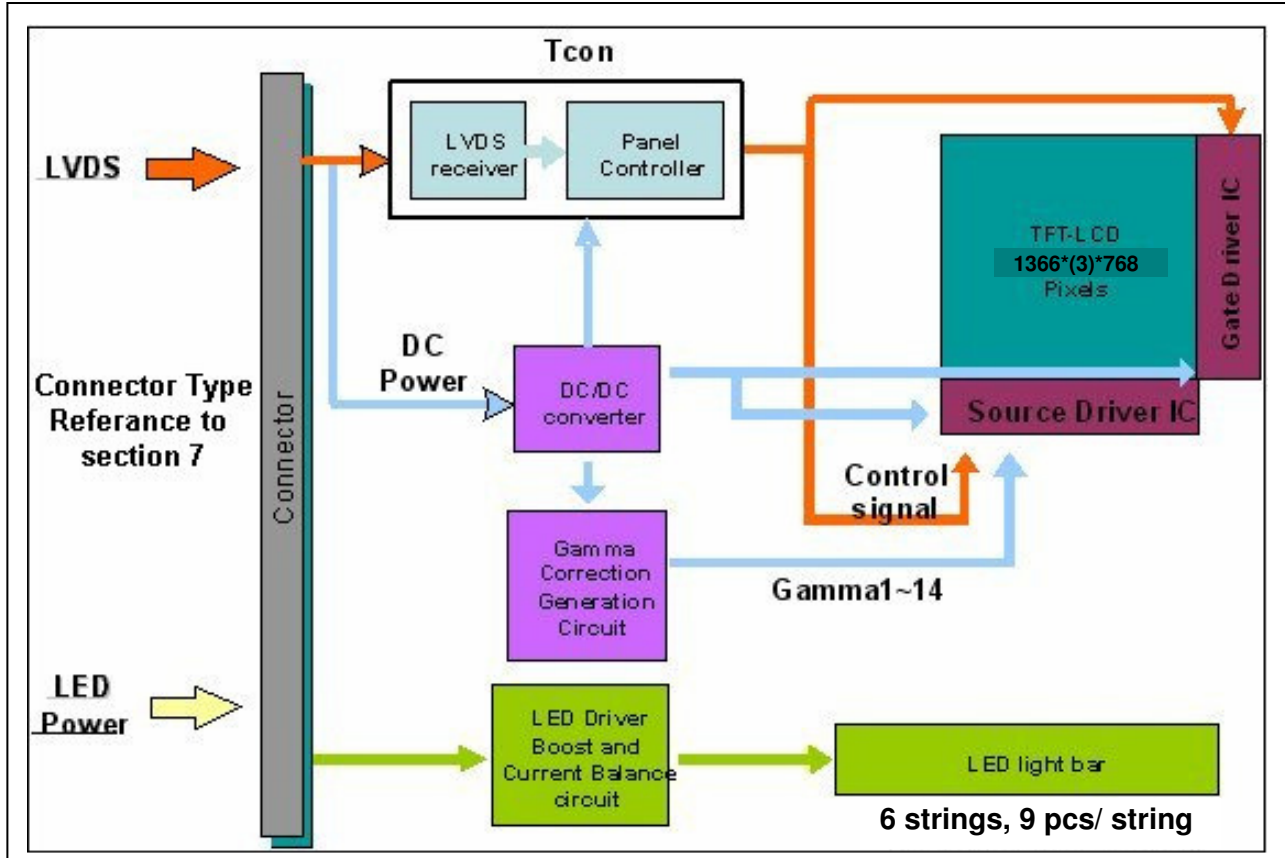 Tcon
LVDS
LVDS
receiver
Panel
Controller
TFT-LCD
1366*(3)*768
Pixels
Gate Driver IC
Source Driver IC
DC
Power
DC/DC
converter
Connector Type
Referance to
section 7
Connector
Control
signal
Gamma
Correction
Generation
Circuit
Gamma1~14
LED
Power
LED Driver
Boost and
Current Balance
circuit
LED light bar
6 strings, 9 pcs/ string